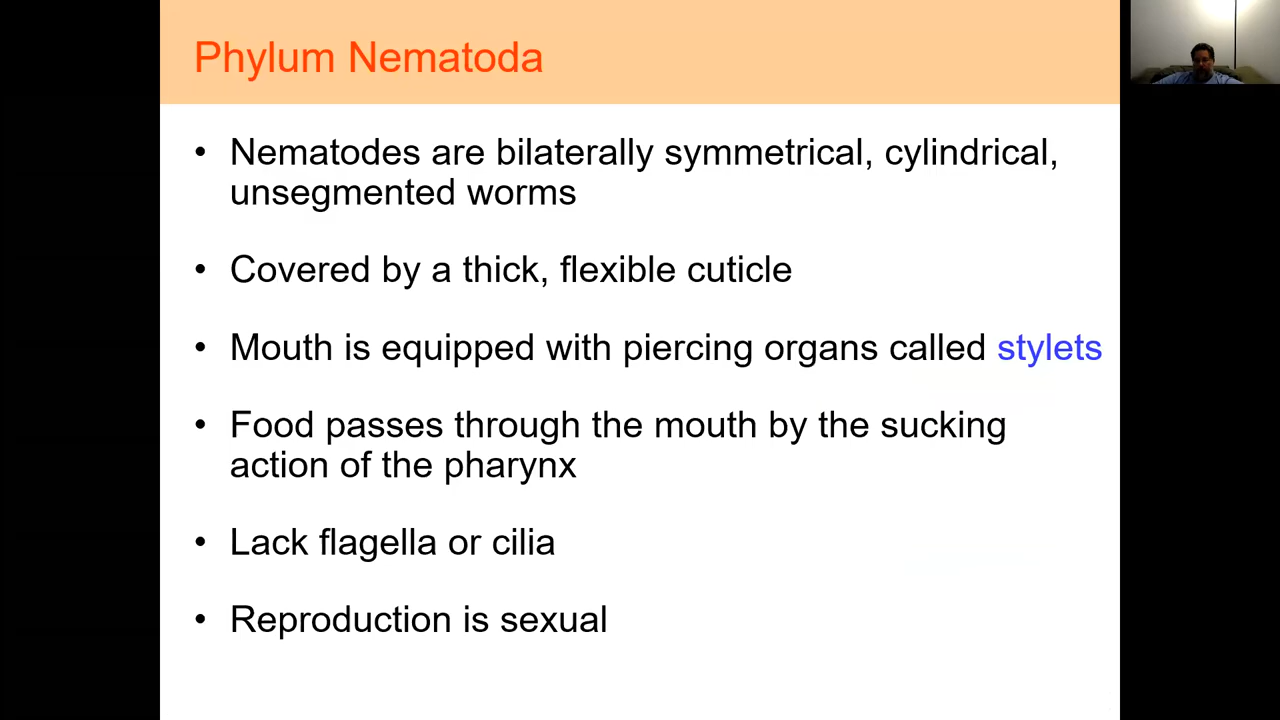 Phylum Nematoda
• Nematodes are bilaterally symmetrical, cylindrical,
unsegmented worms
• Covered by a thick, flexible cuticle
• Mouth is equipped with piercing organs called stylets
• Food passes through the mouth by the sucking
action of the pharynx
• Lack flagella or cilia
• Reproduction is sexual